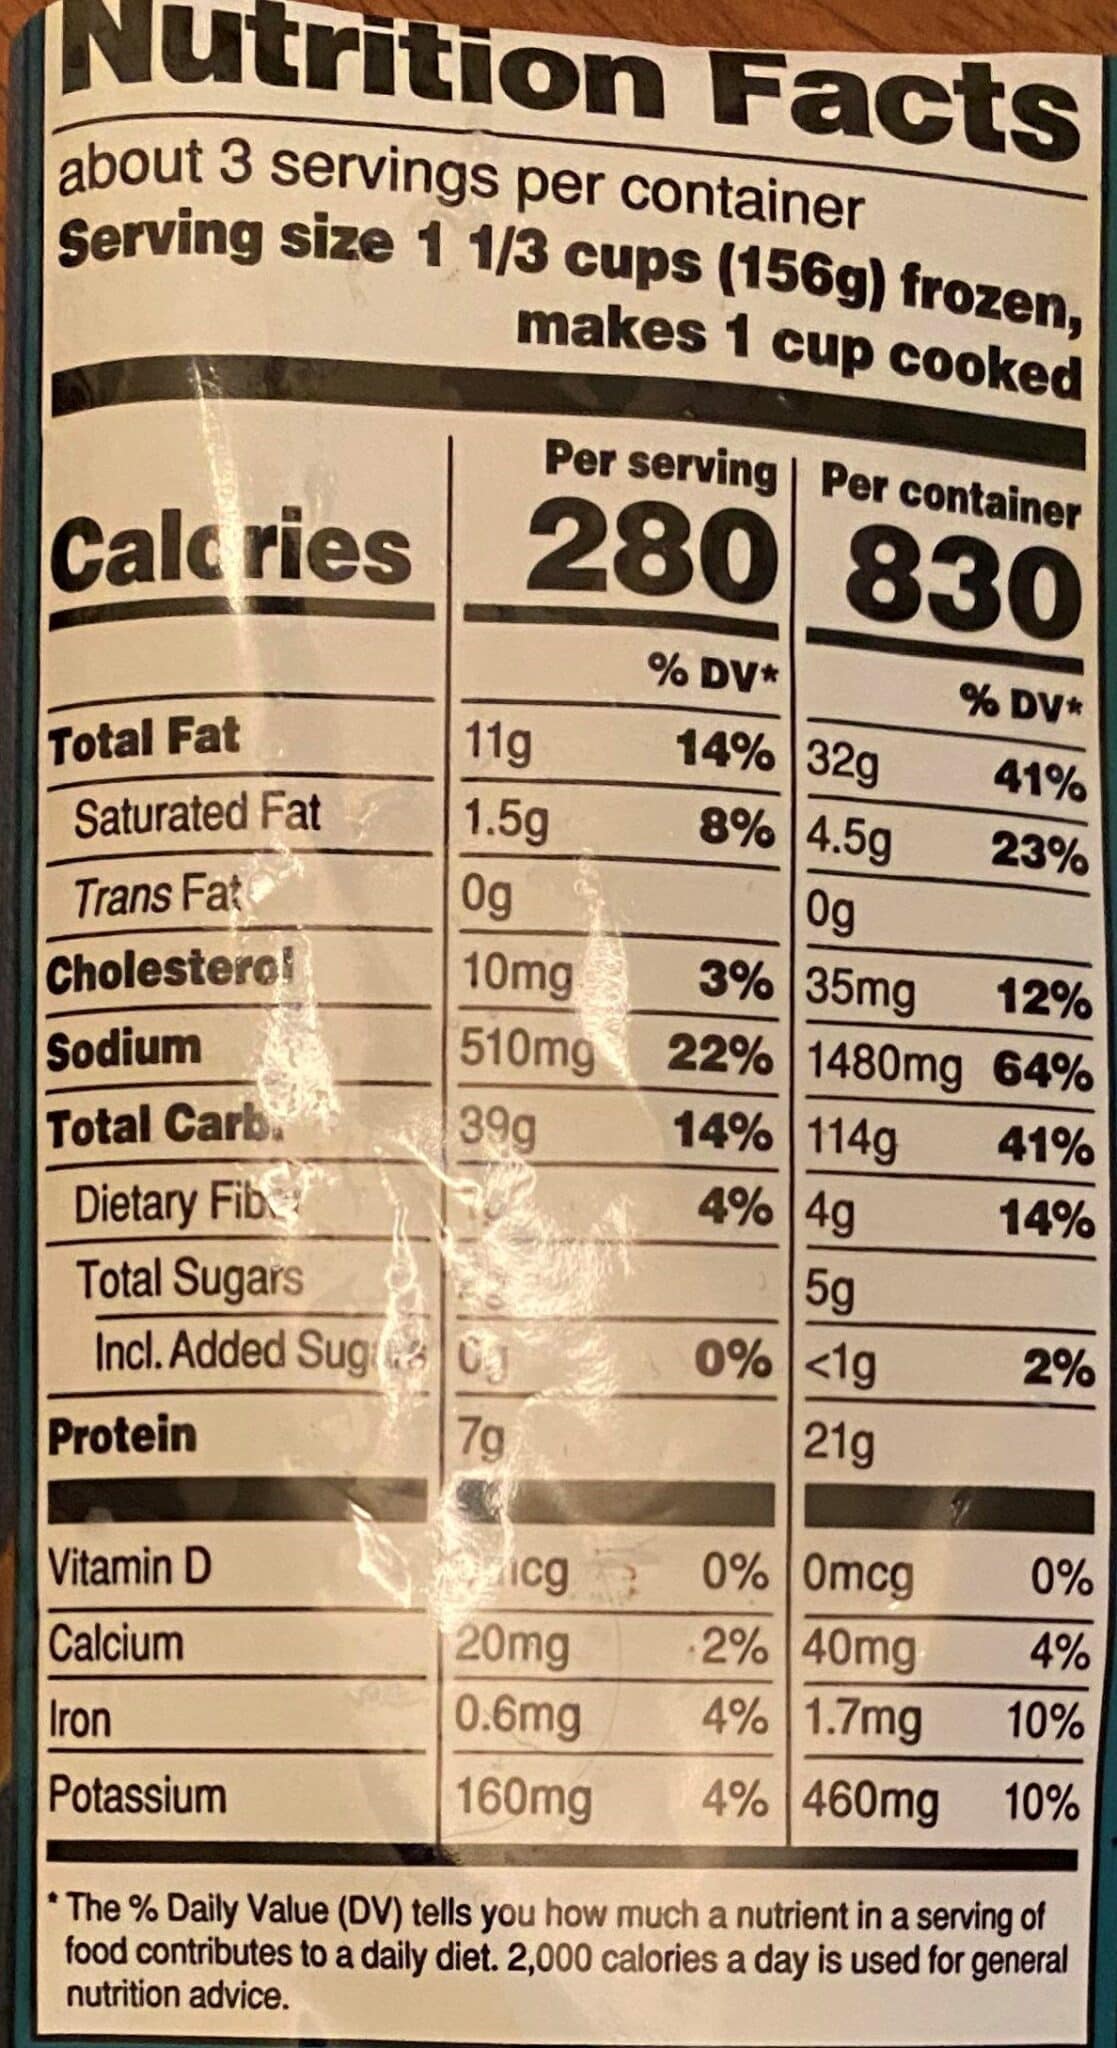 Nutrition Facts
about 3 servings per container
Serving size 1 1/3 cups (156g) frozen,
makes 1 cup cooked
Per serving Per container
Calories 280 830
% DV* % DV*
Total Fat 11g 14% 32g 41%
Saturated Fat 1.5g 8% 4.5g 23%
Trans Fat 0g 0g
Cholesterol 10mg 3% 35mg 12%
Sodium 510mg 22% 1480mg 64%
Total Carb. 39g 14% 114g 41%
Dietary Fiber 4% 4g 14%
Total Sugars 5g
Incl. Added Sugars 0g 0% <1g 2%
Protein 7g 21g
Vitamin D 0mcg 0% 0mcg 0%
Calcium 20mg 2% 40mg 4%
Iron 0.6mg 4% 1.7mg 10%
Potassium 160mg 4% 460mg 10%
* The % Daily Value (DV) tells you how much a nutrient in a serving of
food contributes to a daily diet. 2,000 calories a day is used for general
nutrition advice.